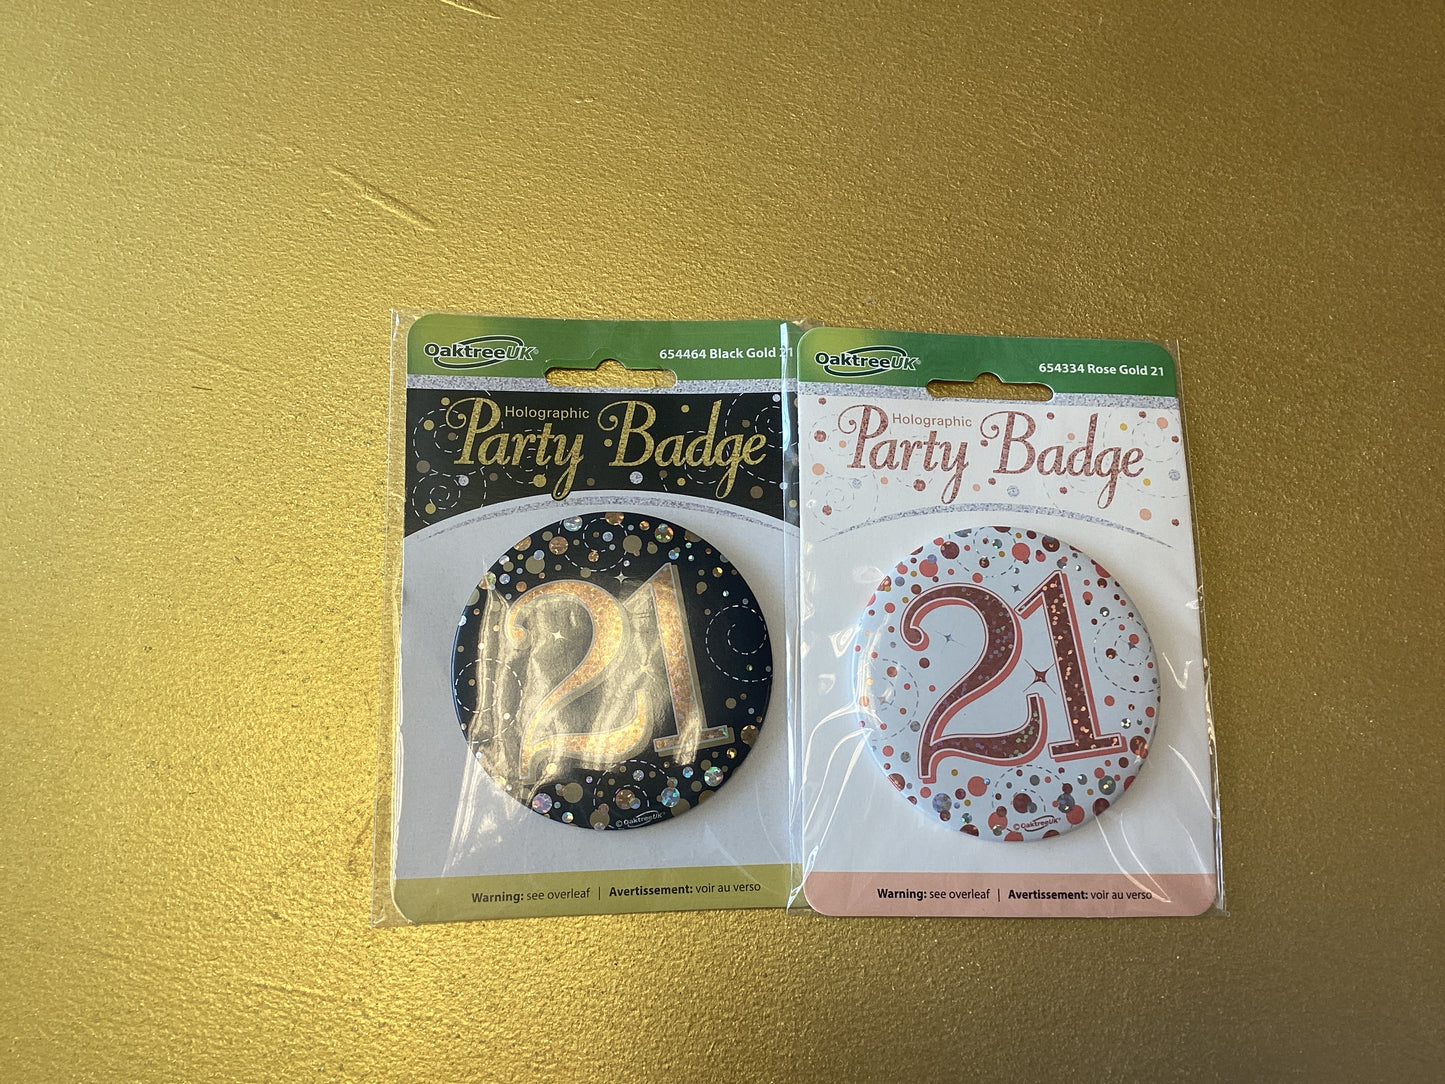 OaktreeUK®
654464 Black Gold 21
Holographic
Party Badge
21
© OaktreeUK®
Warning: see overleaf | Avertissement: voir au verso
OaktreeUK®
654334 Rose Gold 21
Holographic
Party Badge
21
© OaktreeUK®
Warning: see overleaf | Avertissement: voir au verso